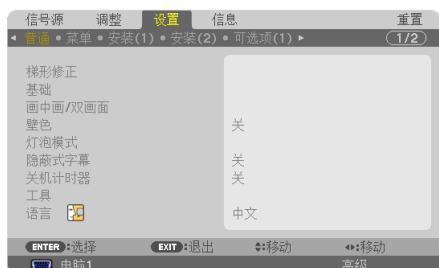 信号源 调整 设置 信息 重置
普通 • 菜单 • 安装(1) • 安装(2) • 可选项(1) 1/2
梯形修正
基础
画中画/双画面
壁色 关
灯泡模式
隐蔽式字幕 关
关机计时器 关
工具
语言 中文
ENTER:选择 EXIT:退出 :移动 :移动
电脑1 高级